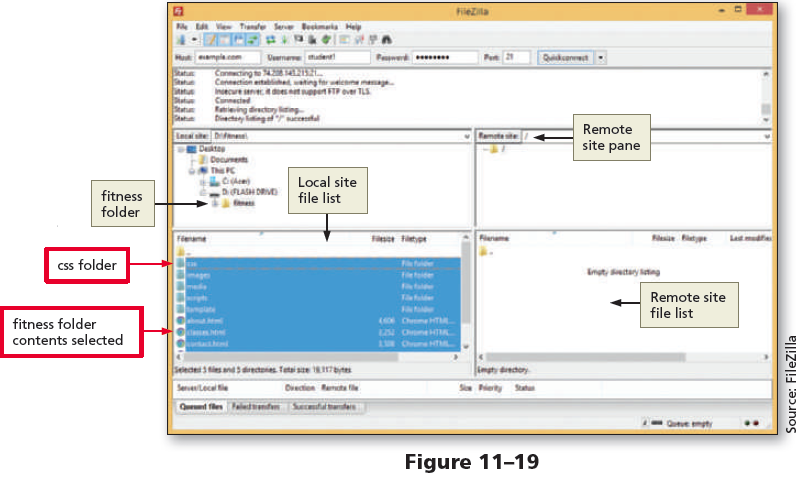 FileZilla
File Edit View Transfer Server Bookmarks Help
Host: example.com Username: student1 Password: •••••••• Port: 21 Quickconnect
Status: Connecting to 74.208.145.215:21...
Status: Connection established, waiting for welcome message...
Status: Insecure server, it does not support FTP over TLS.
Status: Connected
Status: Retrieving directory listing...
Status: Directory listing of "/" successful
Local site: D:\fitness\
Remote site: /
Desktop
Documents
This PC
C: (Acer)
D: (FLASH DRIVE)
fitness
/
Remote
site pane
fitness
folder
Local site
file list
Filename Filesize Filetype
..
css File folder
images File folder
media File folder
scripts File folder
template File folder
about.html 4,606 Chrome HTML...
classes.html 3,252 Chrome HTML...
contact.html 3,508 Chrome HTML...
Selected 5 files and 5 directories. Total size: 19,117 bytes
css folder
fitness folder
contents selected
Filename Filesize Filetype Last modified
..
Empty directory listing
Remote site
file list
Empty directory.
Server/Local file Direction Remote file Size Priority Status
Queued files Failed transfers Successful transfers
Queue: empty
Source: FileZilla
Figure 11–19